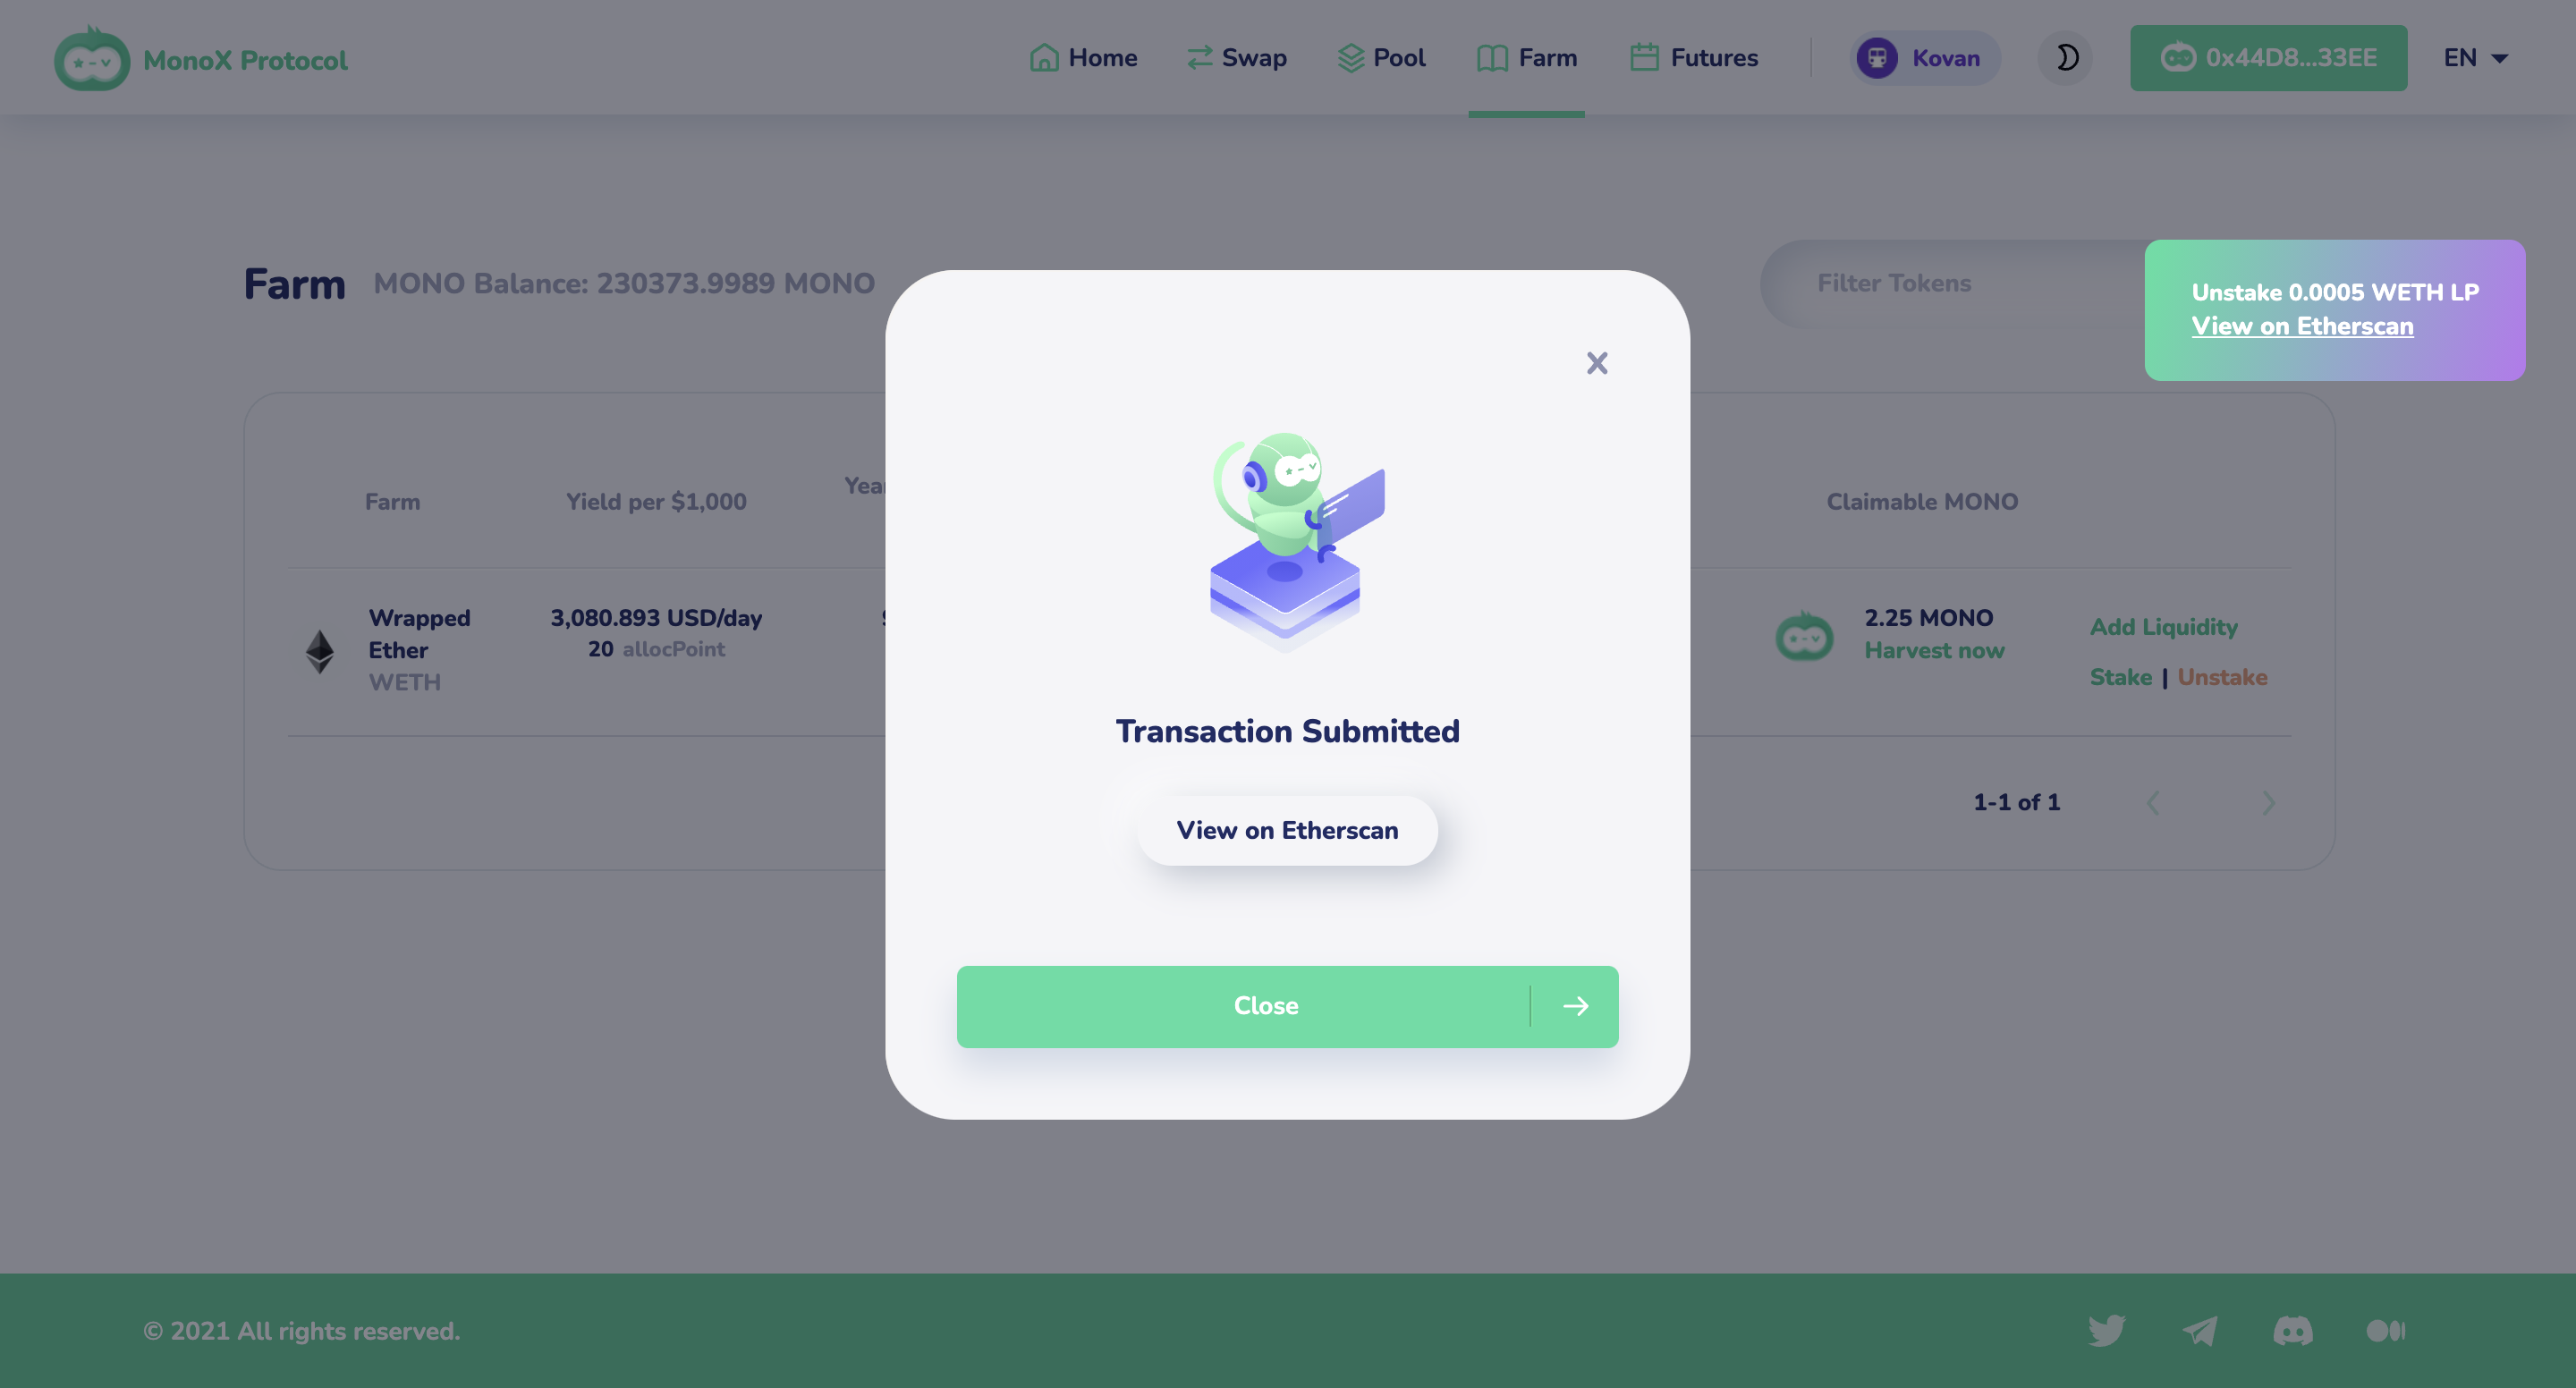 MonoX Protocol
Home
Swap
Pool
Farm
Futures
Kovan
0x44D8...33EE
EN
Farm
MONO Balance: 230373.9989 MONO
Filter Tokens
Unstake 0.0005 WETH LP
View on Etherscan
x
Farm
Yield per $1,000
Claimable MONO
Wrapped
Ether
WETH
3,080.893 USD/day
20 allocPoint
2.25 MONO
Harvest now
Add Liquidity
Stake | Unstake
Transaction Submitted
View on Etherscan
1-1 of 1
Close
© 2021 All rights reserved.